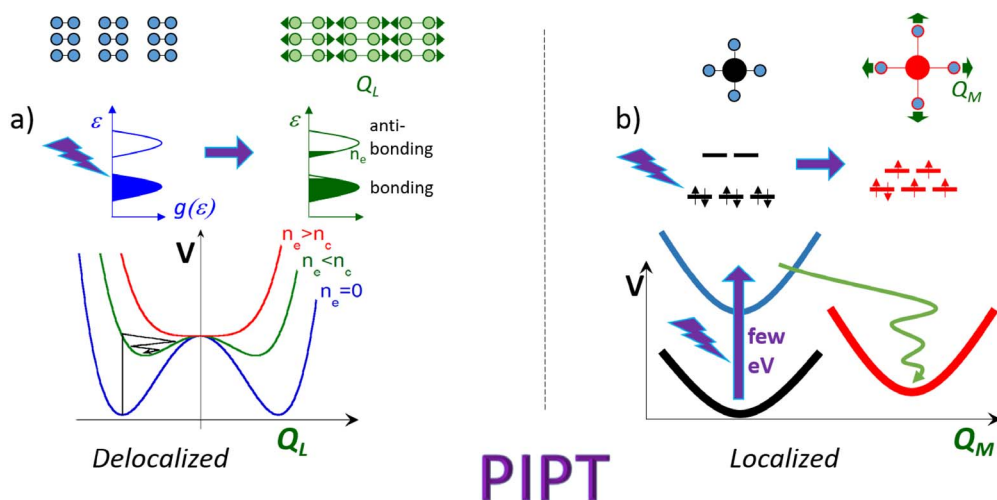 Q_L
a)
ε
g(ε)
ε
n_e
anti-
bonding
bonding
V
n_e>n_c
n_e<n_c
n_e=0
Q_L
Delocalized
PIPT
Q_M
b)
V
few
eV
Q_M
Localized